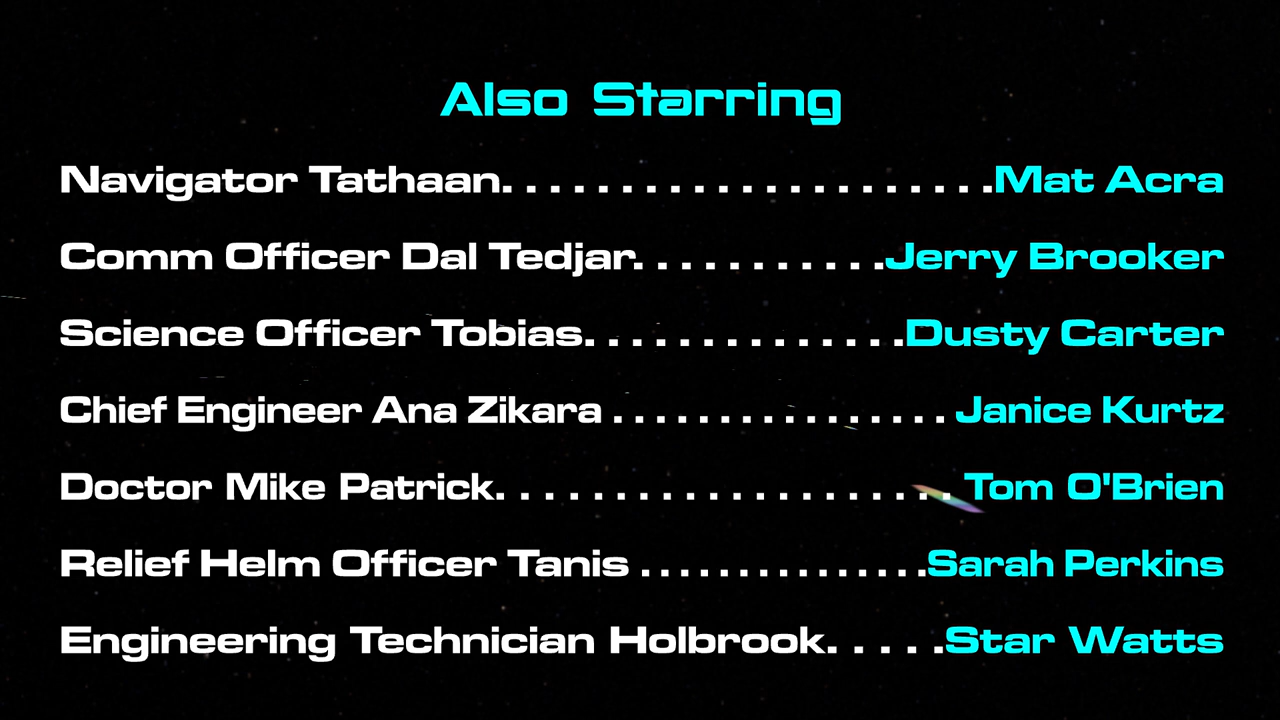 Also Starring
Navigator Tathaan. . . . . . . . . . . . . . . . . . . . .Mat Acra
Comm Officer Dal Tedjar. . . . . . . . . . .Jerry Brooker
Science Officer Tobias. . . . . . . . . . . . . .Dusty Carter
Chief Engineer Ana Zikara . . . . . . . . . . . . . . . . Janice Kurtz
Doctor Mike Patrick. . . . . . . . . . . . . . . . . . . . . . Tom O'Brien
Relief Helm Officer Tanis . . . . . . . . . . . . . . .Sarah Perkins
Engineering Technician Holbrook. . . . .Star Watts